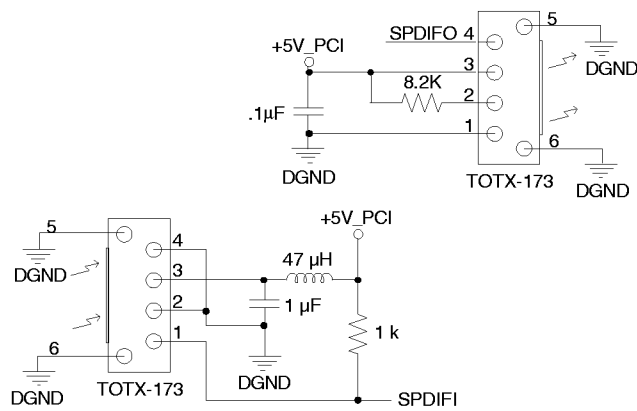 5
SPDIFO 4
+5V_PCI
DGND
3
8.2K
2
.1µF
1
6
DGND
TOTX-173
DGND
+5V_PCI
5
4
47 µH
DGND
3
2
1 µF
1
1 k
6
DGND
TOTX-173
SPDIFI
DGND